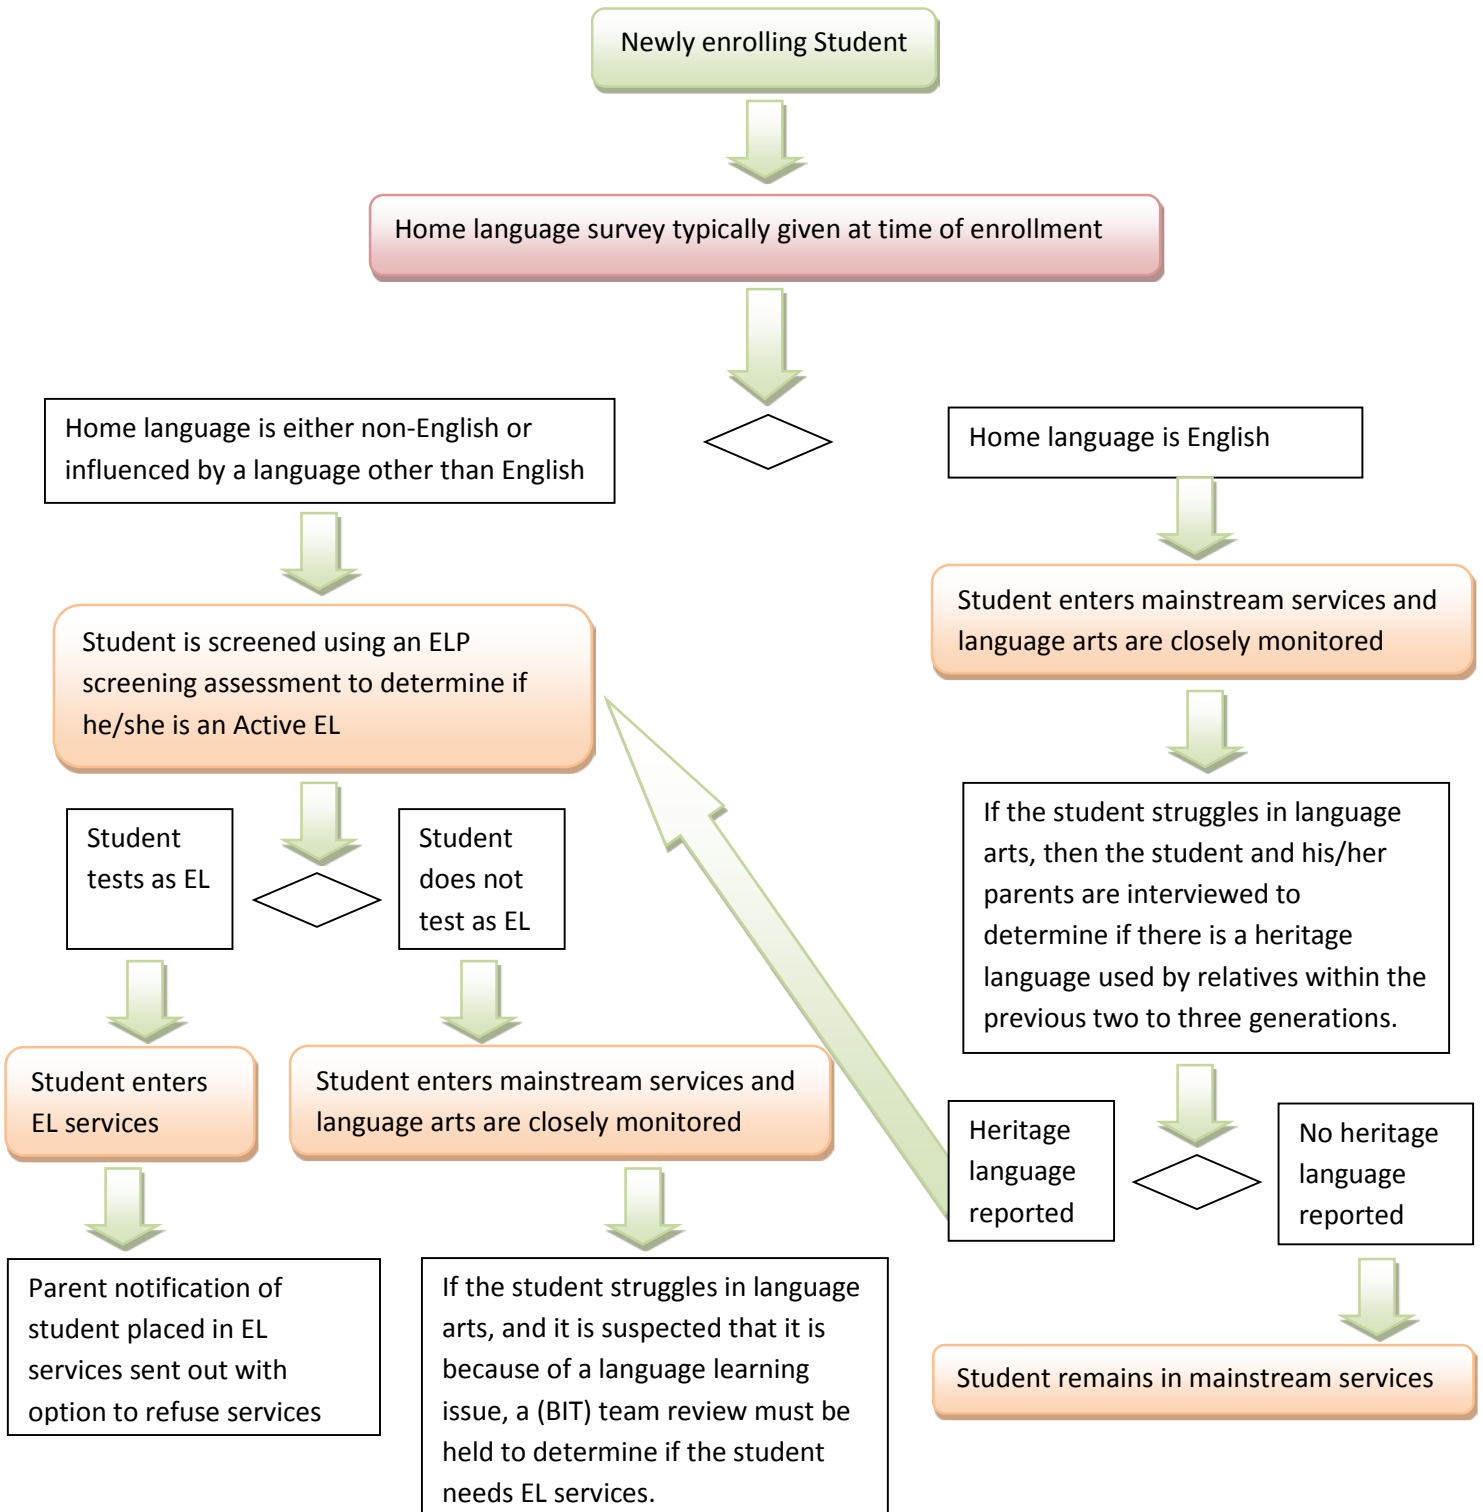 Newly enrolling Student
Home language survey typically given at time of enrollment
Home language is either non-English or
influenced by a language other than English
Home language is English
Student is screened using an ELP
screening assessment to determine if
he/she is an Active EL
Student enters mainstream services and
language arts are closely monitored
Student
tests as EL
Student
does not
test as EL
If the student struggles in language
arts, then the student and his/her
parents are interviewed to
determine if there is a heritage
language used by relatives within the
previous two to three generations.
Student enters
EL services
Student enters mainstream services and
language arts are closely monitored
Heritage
language
reported
No heritage
language
reported
Parent notification of
student placed in EL
services sent out with
option to refuse services
If the student struggles in language
arts, and it is suspected that it is
because of a language learning
issue, a (BIT) team review must be
held to determine if the student
needs EL services.
Student remains in mainstream services